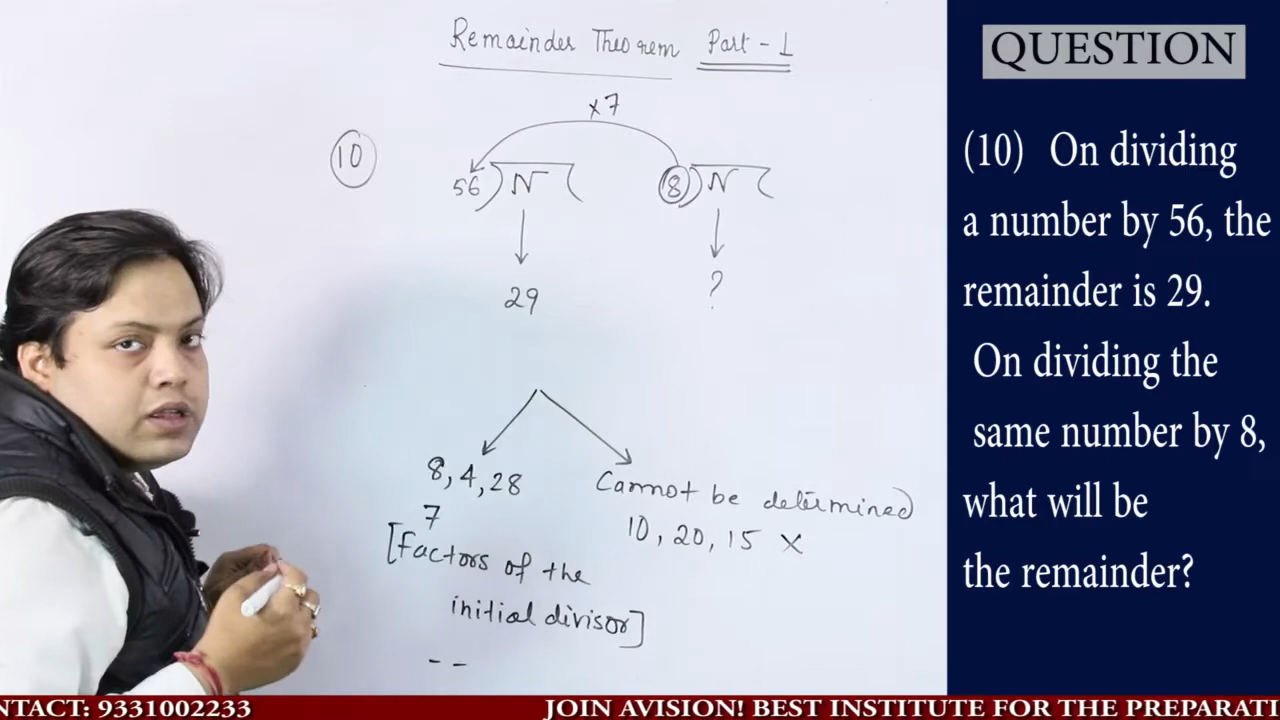 Remainder Theorem Part - 1
×7
10
56 N 8 N
29 ?
8, 4, 28 Cannot be determined
7 10, 20, 15 ×
[Factors of the
initial divisor]
- -
QUESTION
(10) On dividing
a number by 56, the
remainder is 29.
On dividing the
same number by 8,
what will be
the remainder?
NTACT: 9331002233 JOIN AVISION! BEST INSTITUTE FOR THE PREPARATI